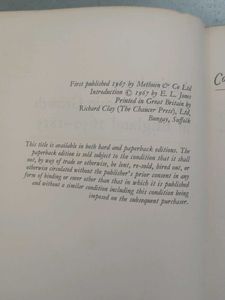 First published 1967 by Methuen & Co Ltd
Introduction © 1967 by E. L. Jones
Printed in Great Britain by
Richard Clay (The Chaucer Press), Ltd,
Bungay, Suffolk
This title is available in both hard and paperback editions. The
paperback edition is sold subject to the condition that it shall
not, by way of trade or otherwise, be lent, re-sold, hired out, or
otherwise circulated without the publisher's prior consent in any
form of binding or cover other than that in which it is published
and without a similar condition including this condition being
imposed on the subsequent purchaser.